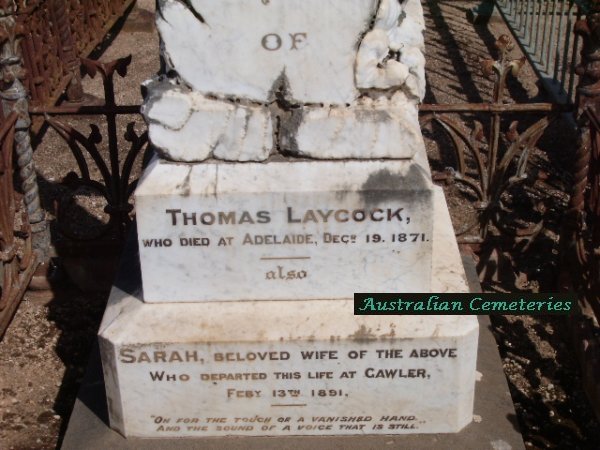 OF
THOMAS LAYCOCK,
WHO DIED AT ADELAIDE, DECR 19. 1871.
also
Australian Cemeteries
SARAH, BELOVED WIFE OF THE ABOVE
WHO DEPARTED THIS LIFE AT GAWLER,
FEBY 13TH 1891,
"OH FOR THE TOUCH OF A VANISHED HAND,
AND THE SOUND OF A VOICE THAT IS STILL."